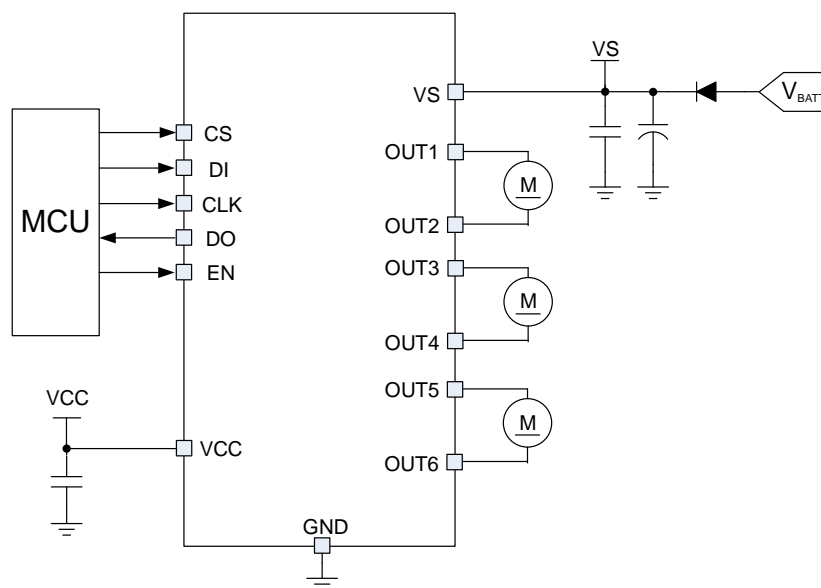 VS
VS
V_BATT
CS
OUT1
DI
M
CLK
MCU
OUT2
DO
OUT3
EN
M
OUT4
VCC
OUT5
M
VCC
OUT6
GND